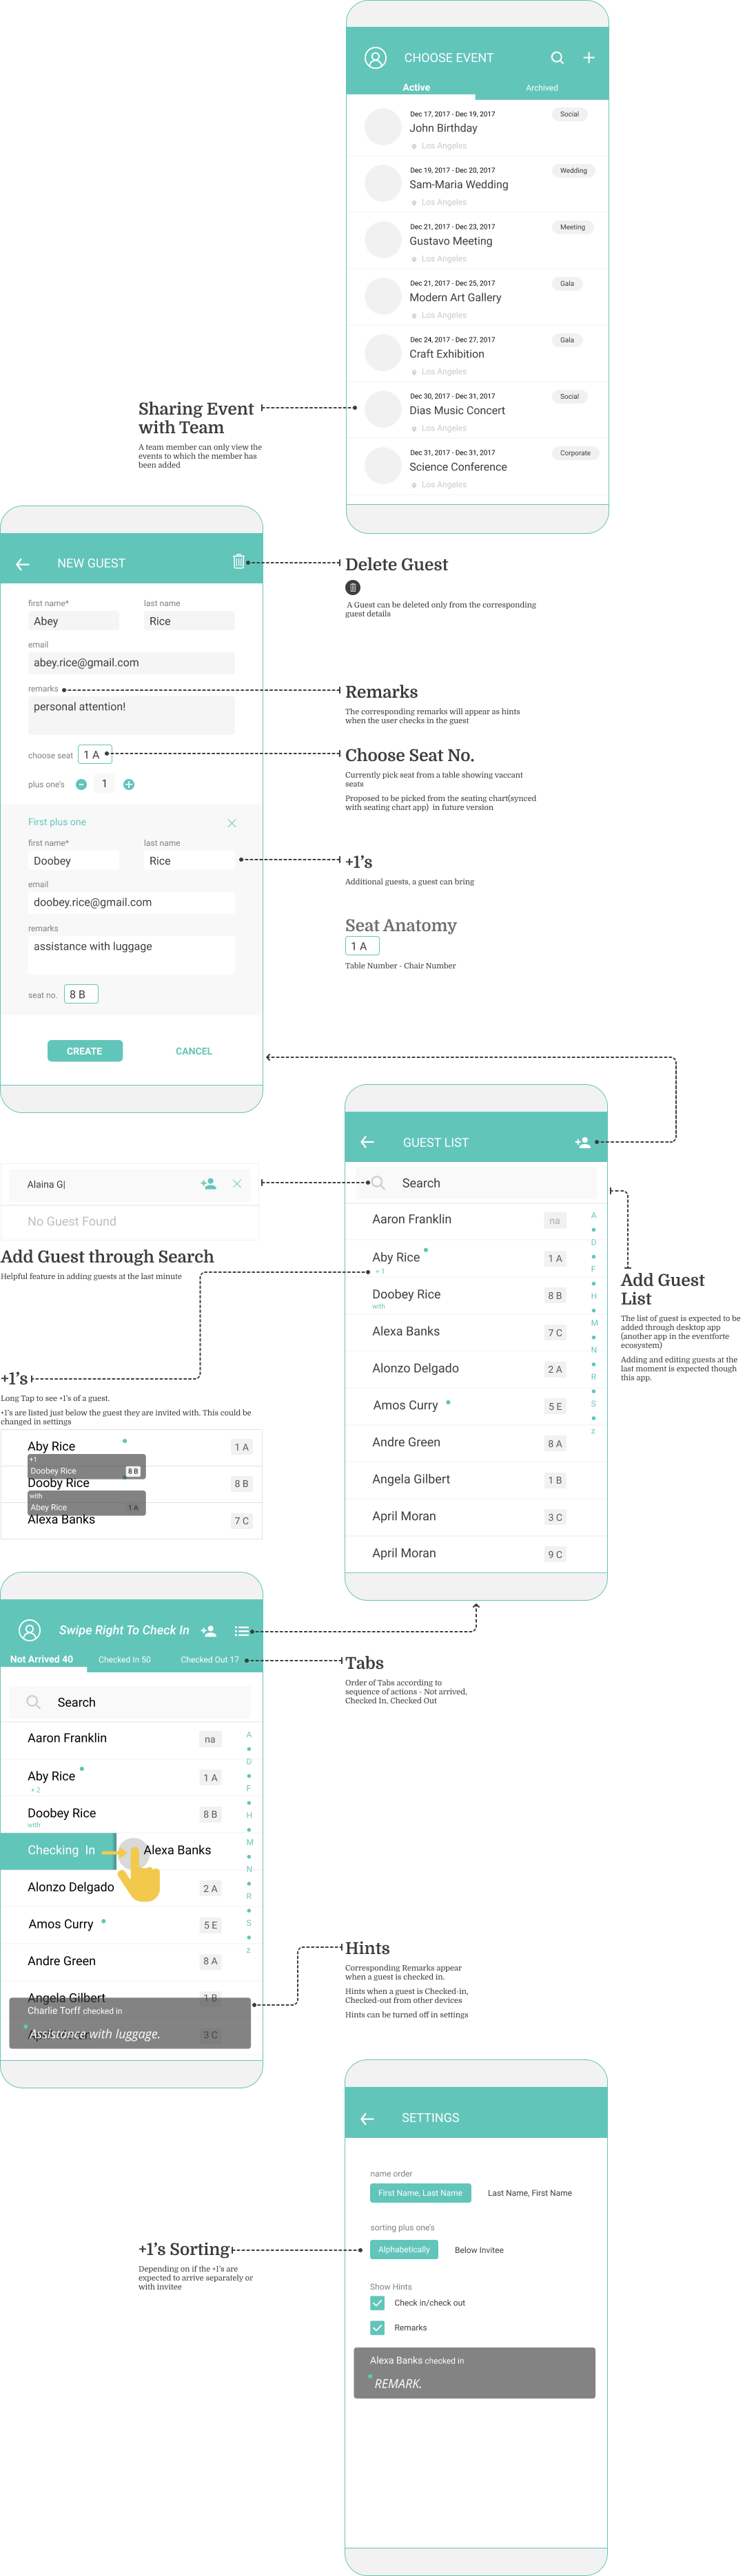 CHOOSE EVENT
Active
Archived
Dec 17, 2017 - Dec 19, 2017
Social
John Birthday
Los Angeles
Dec 19, 2017 - Dec 20, 2017
Wedding
Sam-Maria Wedding
Los Angeles
Dec 21, 2017 - Dec 23, 2017
Meeting
Gustavo Meeting
Los Angeles
Dec 21, 2017 - Dec 25, 2017
Gala
Modern Art Gallery
Los Angeles
Dec 24, 2017 - Dec 27, 2017
Gala
Craft Exhibition
Los Angeles
Dec 30, 2017 - Dec 31, 2017
Social
Dias Music Concert
Los Angeles
Dec 31, 2017 - Dec 31, 2017
Corporate
Science Conference
Los Angeles
Sharing Event
with Team
A team member can only view the
events to which the member has
been added
NEW GUEST
first name*
last name
Abey
Rice
email
abey.rice@gmail.com
remarks
personal attention!
choose seat
1 A
plus one's
-
1
+
First plus one
first name*
last name
Doobey
Rice
email
doobey.rice@gmail.com
remarks
assistance with luggage
seat no.
8 B
CREATE
CANCEL
Delete Guest
A Guest can be deleted only from the corresponding
guest details
Remarks
The corresponding remarks will appear as hints
when the user checks in the guest
Choose Seat No.
Currently pick seat from a table showing vaccant
seats
Proposed to be picked from the seating chart(synced
with seating chart app) in future version
+1's
Additional guests, a guest can bring
Seat Anatomy
1 A
Table Number - Chair Number
GUEST LIST
Search
Aaron Franklin
na
Aby Rice
+ 1
1 A
Doobey Rice
with
8 B
Alexa Banks
7 C
Alonzo Delgado
2 A
Amos Curry
5 E
Andre Green
8 A
Angela Gilbert
1 B
April Moran
3 C
April Moran
9 C
A
D
F
H
M
N
R
S
z
Alaina G|
No Guest Found
Add Guest through Search
Helpful feature in adding guests at the last minute
Add Guest
List
The list of guest is expected to be
added through desktop app
(another app in the eventforte
ecosystem)
Adding and editing guests at the
last moment is expected though
this app.
+1's
Long Tap to see +1's of a guest.
+1's are listed just below the guest they are invited with. This could be
changed in settings
Aby Rice
1 A
+1
Doobey Rice
8 B
Dooby Rice
8 B
with
Abey Rice
1 A
Alexa Banks
7 C
Swipe Right To Check In
Not Arrived 40
Checked In 50
Checked Out 17
Search
Aaron Franklin
na
Aby Rice
+ 2
1 A
Doobey Rice
with
8 B
Checking In
Alexa Banks
Alonzo Delgado
2 A
Amos Curry
5 E
Andre Green
8 A
Angela Gilbert
1 B
Charlie Torff checked in
Assistance with luggage.
3 C
A
D
F
H
M
N
R
S
z
Tabs
Order of Tabs according to
sequence of actions - Not arrived,
Checked In, Checked Out
Hints
Corresponding Remarks appear
when a guest is checked in.
Hints when a guest is Checked-in,
Checked-out from other devices
Hints can be turned off in settings
SETTINGS
name order
First Name, Last Name
Last Name, First Name
sorting plus one's
Alphabetically
Below Invitee
Show Hints
Check in/check out
Remarks
Alexa Banks checked in
REMARK.
+1's Sorting
Depending on if the +1's are
expected to arrive separately or
with invitee